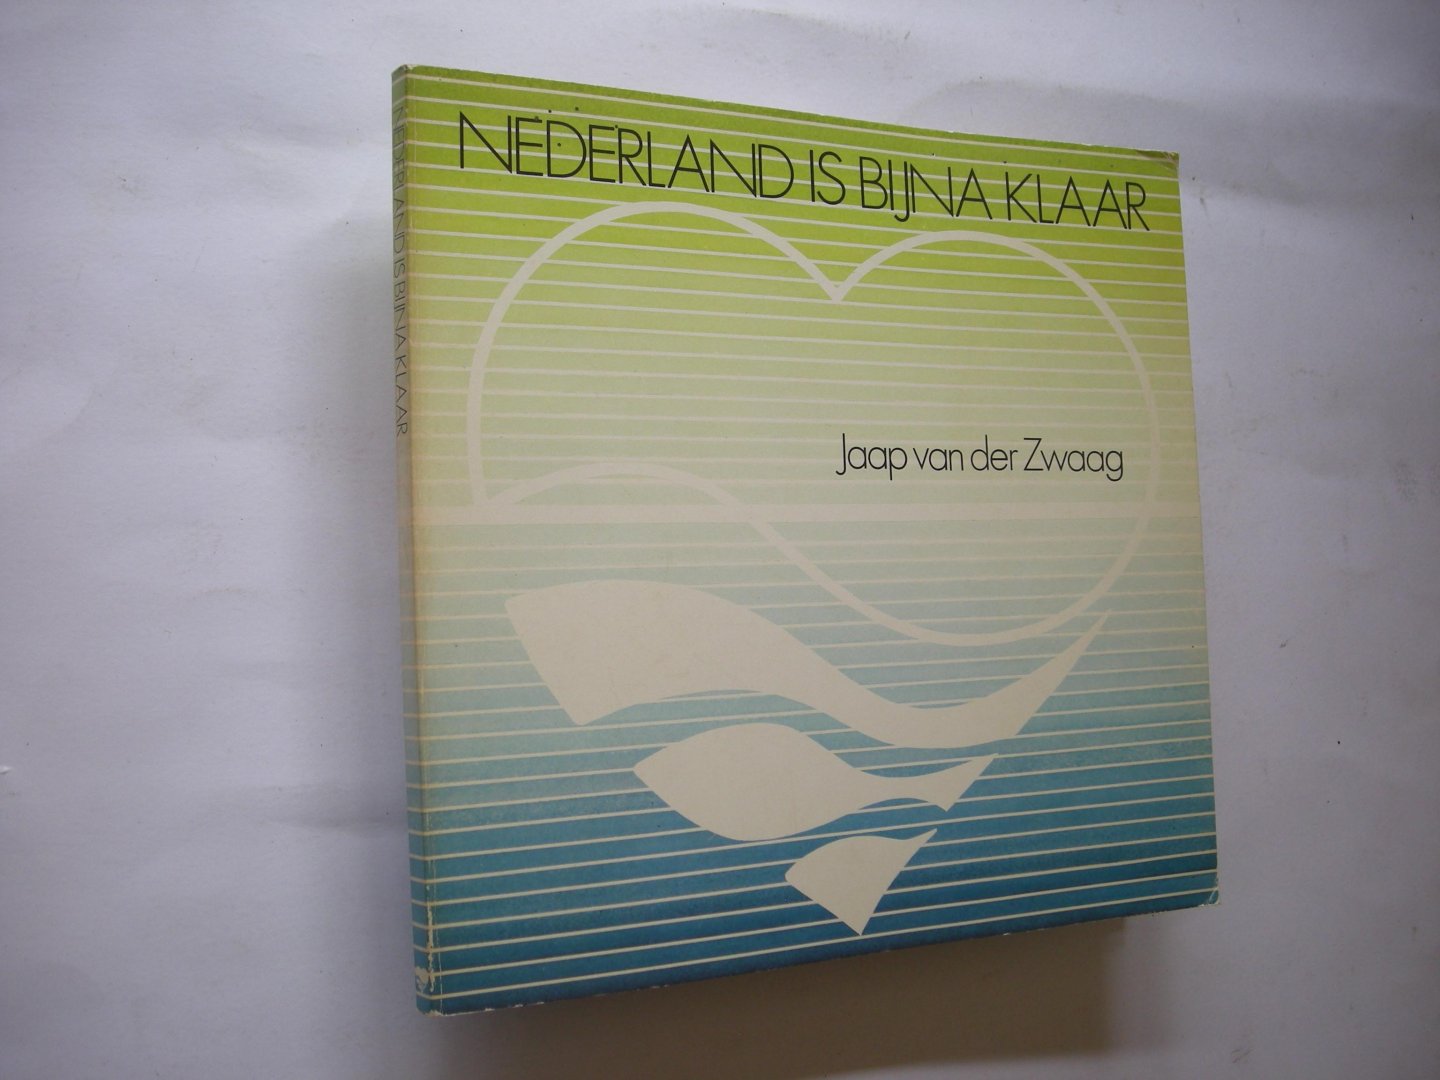 NEDERLAND IS BIJNA KLAAR
Jaap van der Zwaag
NEDERLAND IS BIJNA KLAAR